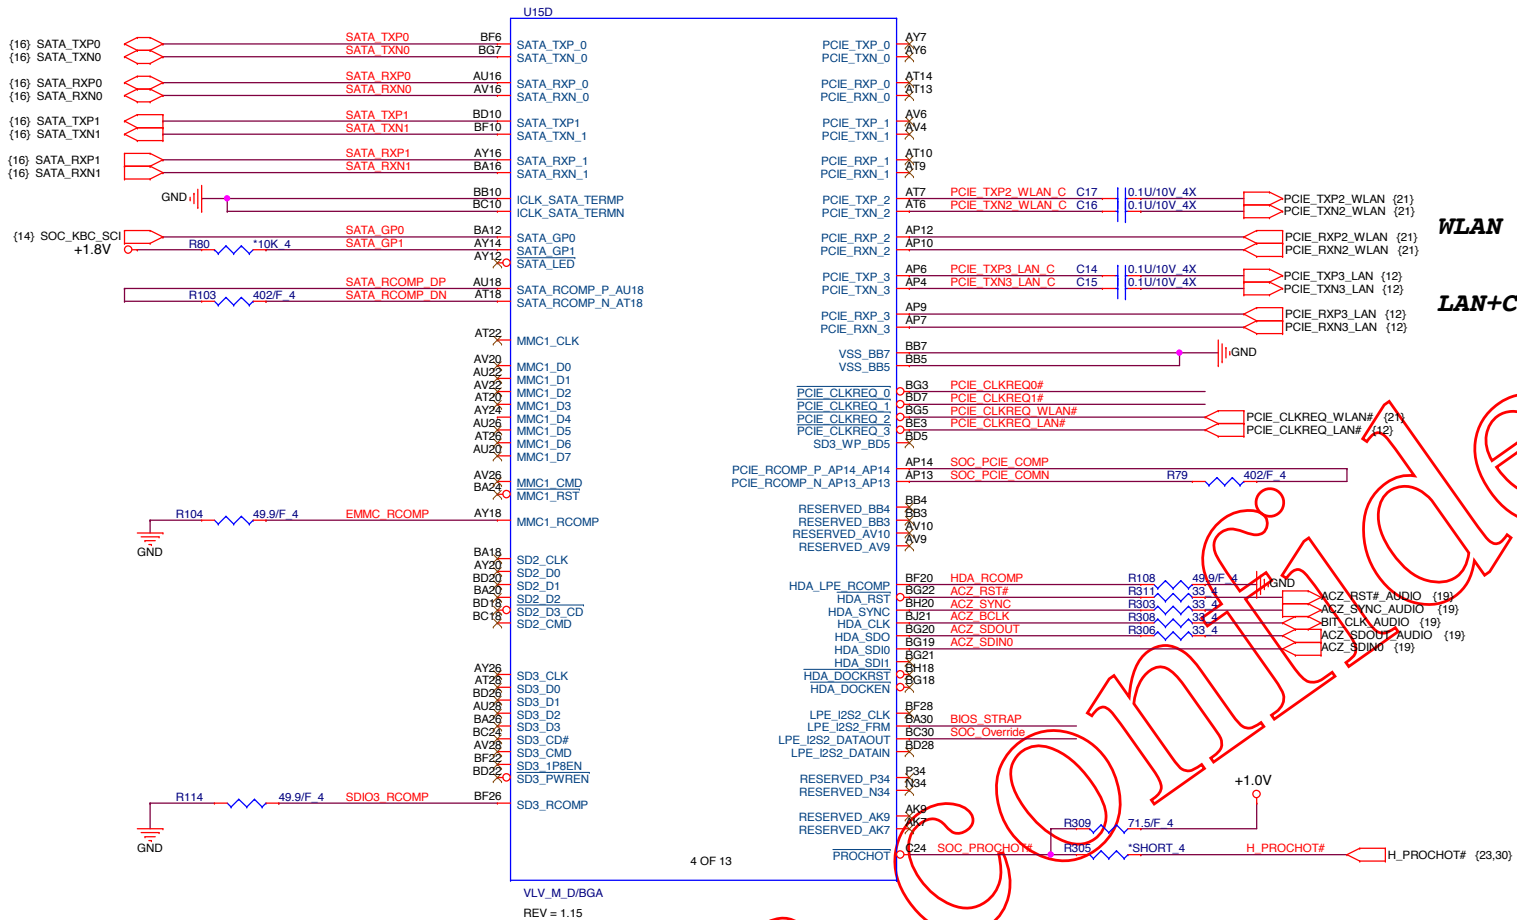 U15D
{16} SATA_TXP0 SATA_TXP0 BF6 SATA_TXP_0 PCIE_TXP_0 AY7
{16} SATA_TXN0 SATA_TXN0 BG7 SATA_TXN_0 PCIE_TXN_0 AY6
{16} SATA_RXP0 SATA_RXP0 AU16 SATA_RXP_0 PCIE_RXP_0 AT14
{16} SATA_RXN0 SATA_RXN0 AV16 SATA_RXN_0 PCIE_RXN_0 AT13
{16} SATA_TXP1 SATA_TXP1 BD10 SATA_TXP1 PCIE_TXP_1 AV6
{16} SATA_TXN1 SATA_TXN1 BF10 SATA_TXN_1 PCIE_TXN_1 AV4
{16} SATA_RXP1 SATA_RXP1 AY16 SATA_RXP_1 PCIE_RXP_1 AT10
{16} SATA_RXN1 SATA_RXN1 BA16 SATA_RXN_1 PCIE_RXN_1 AT9
GND BB10 ICLK_SATA_TERMP PCIE_TXP_2 AT7 PCIE_TXP2_WLAN_C C17 0.1U/10V_4X PCIE_TXP2_WLAN {21}
BC10 ICLK_SATA_TERMN PCIE_TXN_2 AT6 PCIE_TXN2_WLAN_C C16 0.1U/10V_4X PCIE_TXN2_WLAN {21}
WLAN
{14} SOC_KBC_SCI SATA_GP0 BA12 SATA_GP0 PCIE_RXP_2 AP12 PCIE_RXP2_WLAN {21}
+1.8V R80 *10K_4 SATA_GP1 AY14 SATA_GP1 PCIE_RXN_2 AP10 PCIE_RXN2_WLAN {21}
AY12 SATA_LED
PCIE_TXP_3 AP6 PCIE_TXP3_LAN_C C14 0.1U/10V_4X PCIE_TXP3_LAN {12}
SATA_RCOMP_DP AU18 SATA_RCOMP_P_AU18 PCIE_TXN_3 AP4 PCIE_TXN3_LAN_C C15 0.1U/10V_4X PCIE_TXN3_LAN {12}
R103 402/F_4 SATA_RCOMP_DN AT18 SATA_RCOMP_N_AT18
LAN+C
PCIE_RXP_3 AP9 PCIE_RXP3_LAN {12}
PCIE_RXN_3 AP7 PCIE_RXN3_LAN {12}
AT22 MMC1_CLK
VSS_BB7 BB7 GND
AV20 MMC1_D0 VSS_BB5 BB5
AU22 MMC1_D1
AV22 MMC1_D2 PCIE_CLKREQ_0 BG3 PCIE_CLKREQ0#
AT20 MMC1_D3 PCIE_CLKREQ_1 BD7 PCIE_CLKREQ1#
AY24 MMC1_D4 PCIE_CLKREQ_2 BG5 PCIE_CLKREQ_WLAN# PCIE_CLKREQ_WLAN# {21}
AU26 MMC1_D5 PCIE_CLKREQ_3 BE3 PCIE_CLKREQ_LAN# PCIE_CLKREQ_LAN# {12}
AT26 MMC1_D6 SD3_WP_BD5 BD5
AU20 MMC1_D7
PCIE_RCOMP_P_AP14_AP14 AP14 SOC_PCIE_COMP
AV26 MMC1_CMD PCIE_RCOMP_N_AP13_AP13 AP13 SOC_PCIE_COMN R79 402/F_4
BA24 MMC1_RST
RESERVED_BB4 BB4
R104 49.9/F_4 EMMC_RCOMP AY18 MMC1_RCOMP RESERVED_BB3 BB3
RESERVED_AV10 AV10
RESERVED_AV9 AV9
GND
BA18 SD2_CLK
AY20 SD2_D0
BD20 SD2_D1 HDA_LPE_RCOMP BF20 HDA_RCOMP R108 49.9/F_4 GND
BA20 SD2_D2 HDA_RST BG22 ACZ_RST# R311 33_4 ACZ_RST#_AUDIO {19}
BD18 SD2_D3_CD HDA_SYNC BH20 ACZ_SYNC R303 33_4 ACZ_SYNC_AUDIO {19}
BC18 SD2_CMD HDA_CLK BJ21 ACZ_BCLK R308 33_4 BIT_CLK_AUDIO {19}
HDA_SDO BG20 ACZ_SDOUT R306 33_4 ACZ_SDOUT_AUDIO {19}
HDA_SDI0 BG19 ACZ_SDIN0 ACZ_SDIN0 {19}
HDA_SDI1 BG21
AY26 SD3_CLK HDA_DOCKRST BH18
AT28 SD3_D0 HDA_DOCKEN BG18
BD26 SD3_D1
AU28 SD3_D2 LPE_I2S2_CLK BF28
BA26 SD3_D3 LPE_I2S2_FRM BA30 BIOS_STRAP
BC24 SD3_CD# LPE_I2S2_DATAOUT BC30 SOC_Override
AV28 SD3_CMD LPE_I2S2_DATAIN BD28
BF22 SD3_1P8EN
BD22 SD3_PWREN RESERVED_P34 P34
RESERVED_N34 N34
+1.0V
R114 49.9/F_4 SDIO3_RCOMP BF26 SD3_RCOMP
RESERVED_AK9 AK9
RESERVED_AK7 AK7 R309 71.5/F_4
GND
PROCHOT C24 SOC_PROCHOT# R305 *SHORT_4 H_PROCHOT# H_PROCHOT# {23,30}
4 OF 13
VLV_M_D/BGA
REV = 1.15
Confide